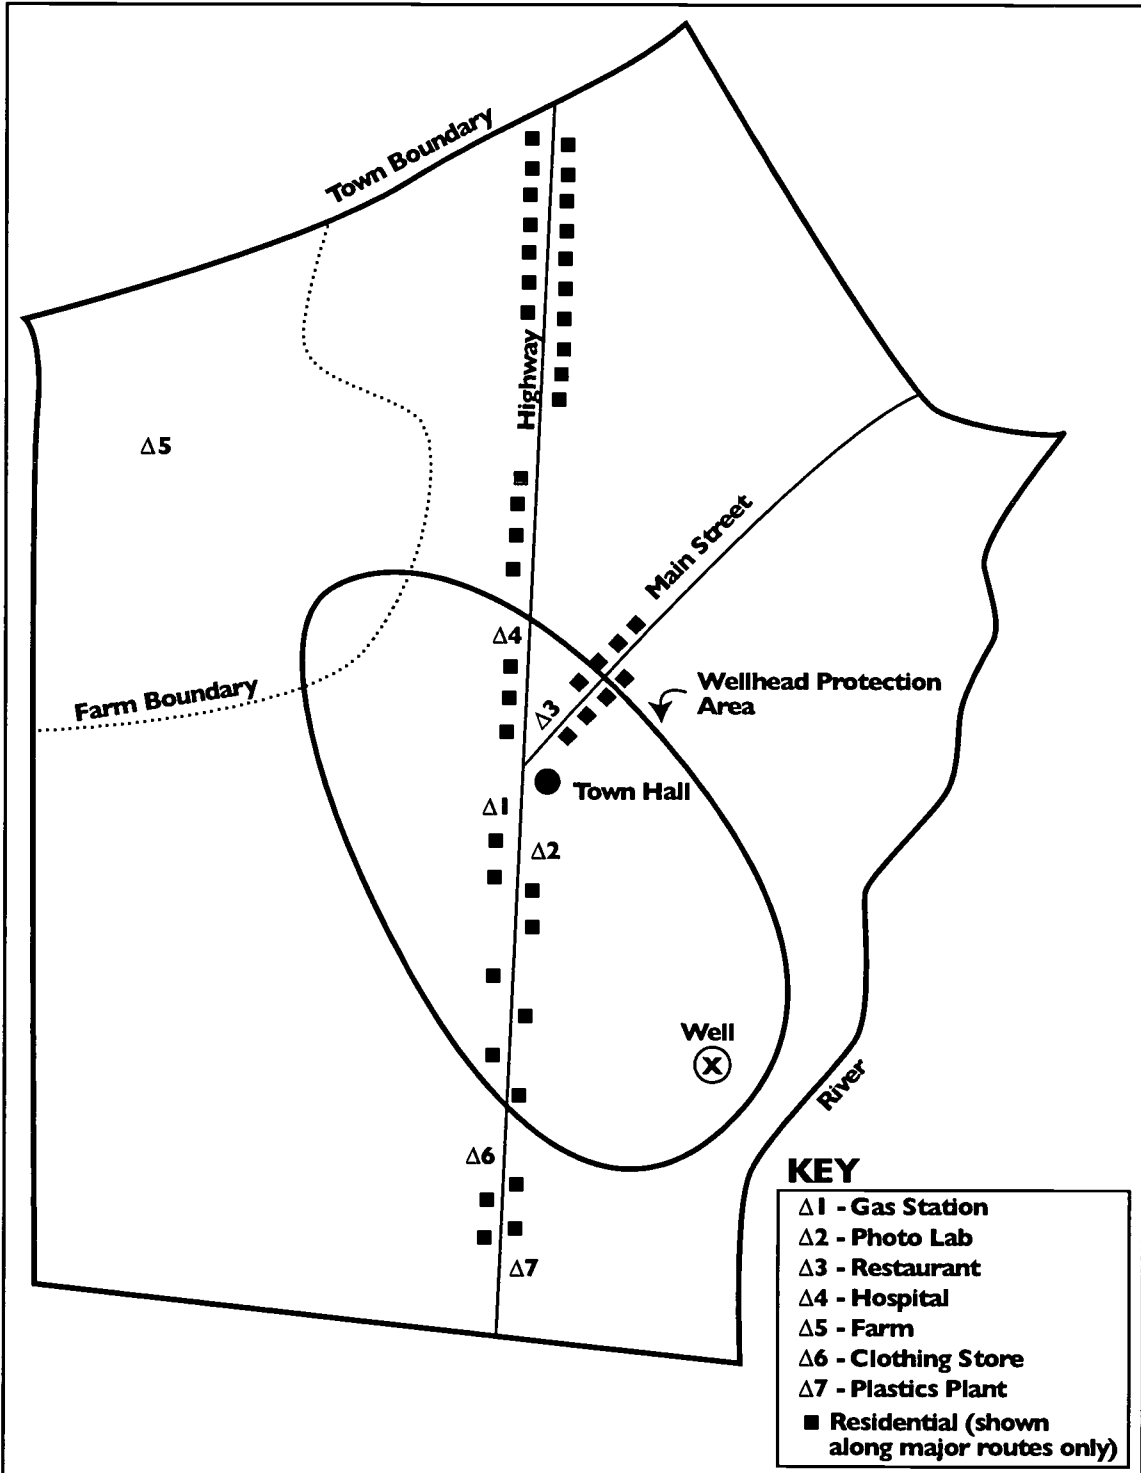 Town Boundary
Highway
Δ5
Main Street
Δ4
Farm Boundary
Wellhead Protection
Area
Δ3
Town Hall
Δ1
Δ2
Well
X
River
Δ6
Δ7
KEY
Δ1 - Gas Station
Δ2 - Photo Lab
Δ3 - Restaurant
Δ4 - Hospital
Δ5 - Farm
Δ6 - Clothing Store
Δ7 - Plastics Plant
■ Residential (shown
along major routes only)